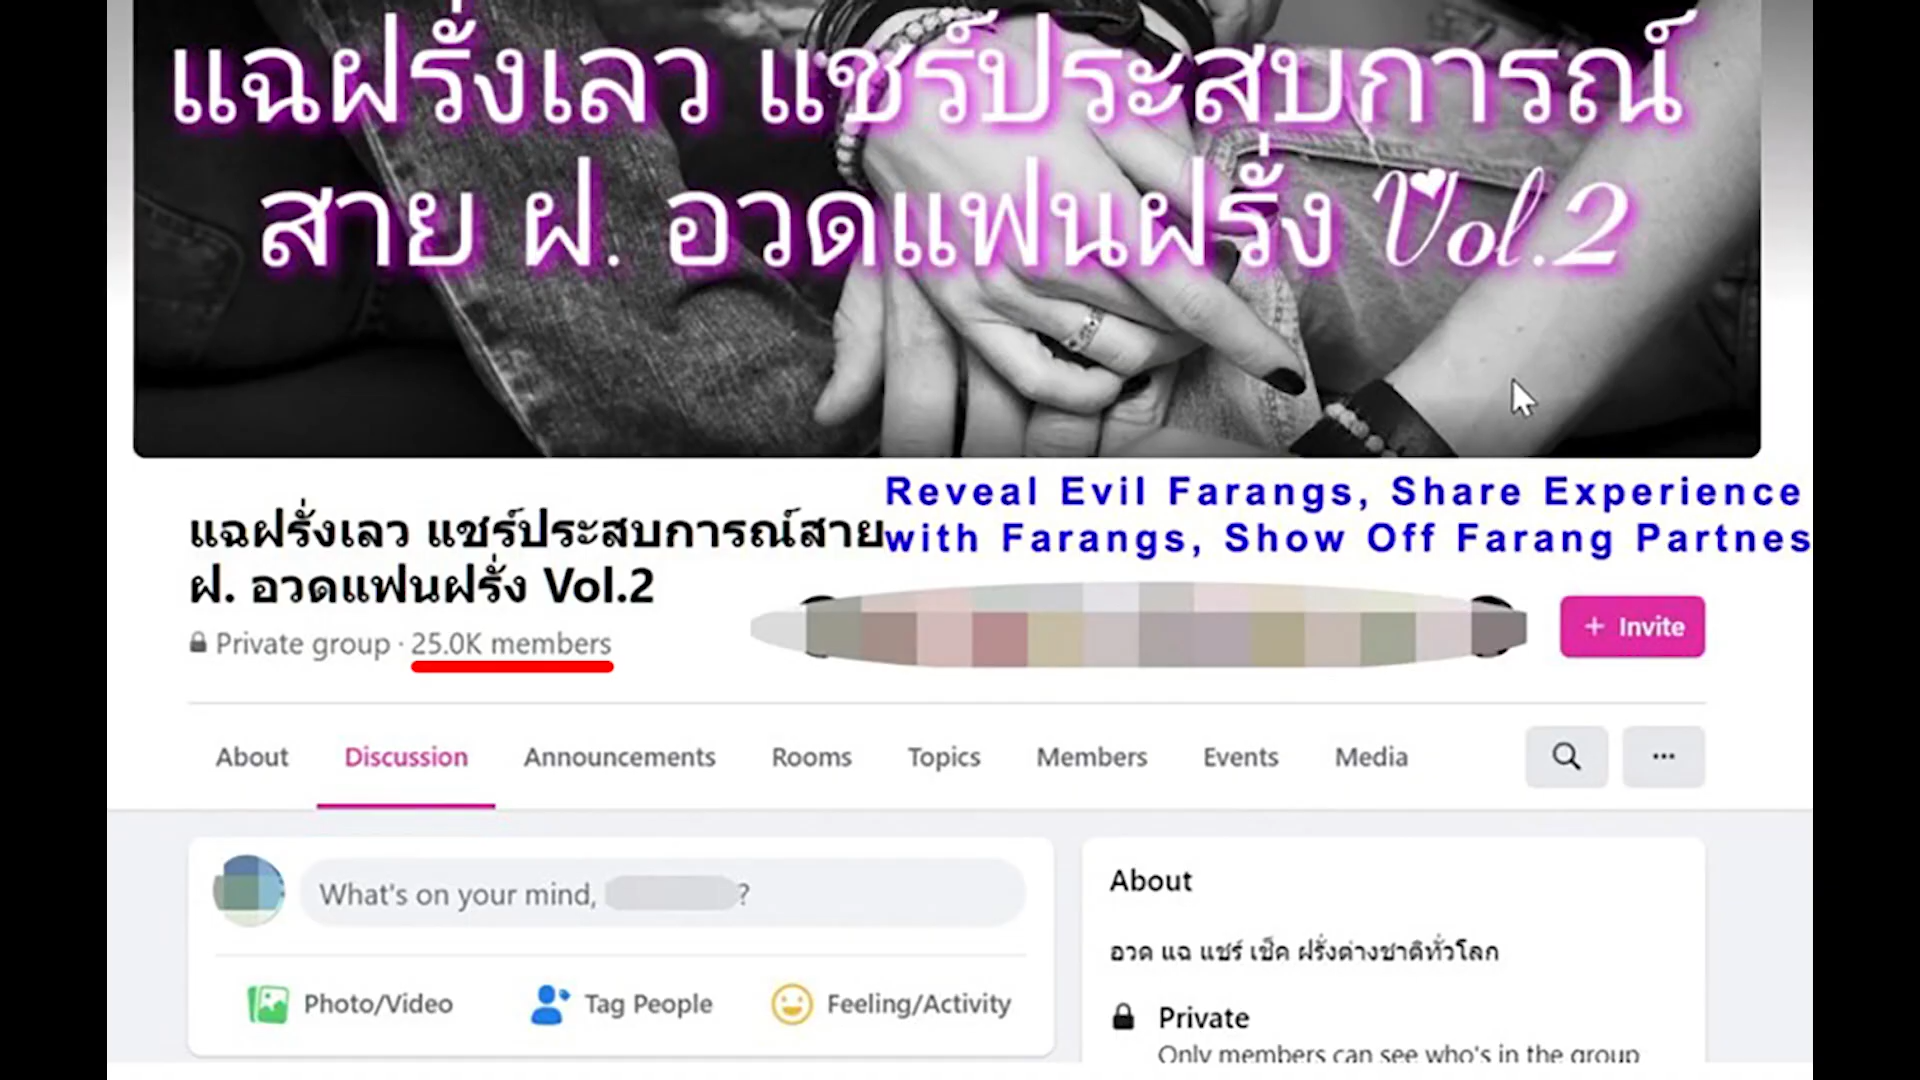 แฉฝรั่งเลว แชร์ประสบการณ์
สาย ฝ. อวดแฟนฝรั่ง Vol.2
Reveal Evil Farangs, Share Experience
with Farangs, Show Off Farang Partnes
แฉฝรั่งเลว แชร์ประสบการณ์สาย
ฝ. อวดแฟนฝรั่ง Vol.2
Private group · 25.0K members
+ Invite
About Discussion Announcements Rooms Topics Members Events Media
What's on your mind, ?
Photo/Video Tag People Feeling/Activity
About
อวด แฉ แชร์ เช็ค ฝรั่งต่างชาติทั่วโลก
Private
Only members can see who's in the group